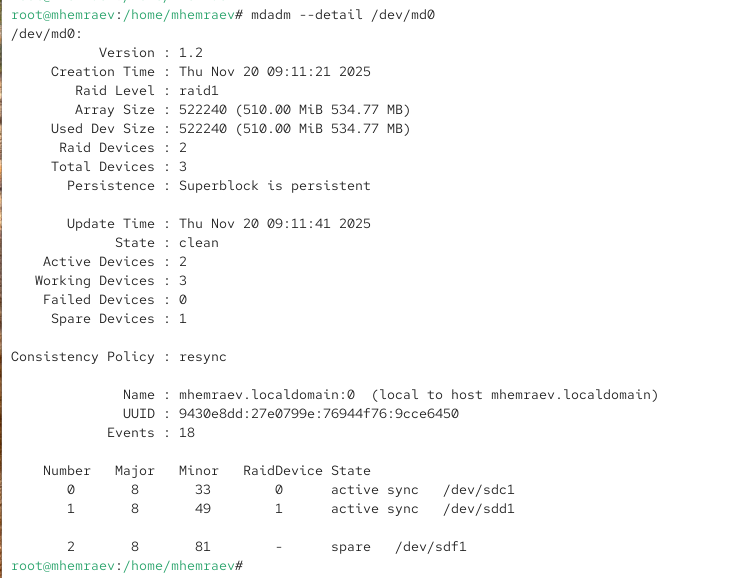 root@mhemraev:/home/mhemraev# mdadm --detail /dev/md0
/dev/md0:
Version : 1.2
Creation Time : Thu Nov 20 09:11:21 2025
Raid Level : raid1
Array Size : 522240 (510.00 MiB 534.77 MB)
Used Dev Size : 522240 (510.00 MiB 534.77 MB)
Raid Devices : 2
Total Devices : 3
Persistence : Superblock is persistent

Update Time : Thu Nov 20 09:11:41 2025
State : clean
Active Devices : 2
Working Devices : 3
Failed Devices : 0
Spare Devices : 1

Consistency Policy : resync

Name : mhemraev.localdomain:0  (local to host mhemraev.localdomain)
UUID : 9430e8dd:27e0799e:76944f76:9cce6450
Events : 18

Number   Major   Minor   RaidDevice State
0       8       33        0      active sync   /dev/sdc1
1       8       49        1      active sync   /dev/sdd1

2       8       81        -      spare   /dev/sdf1
root@mhemraev:/home/mhemraev#